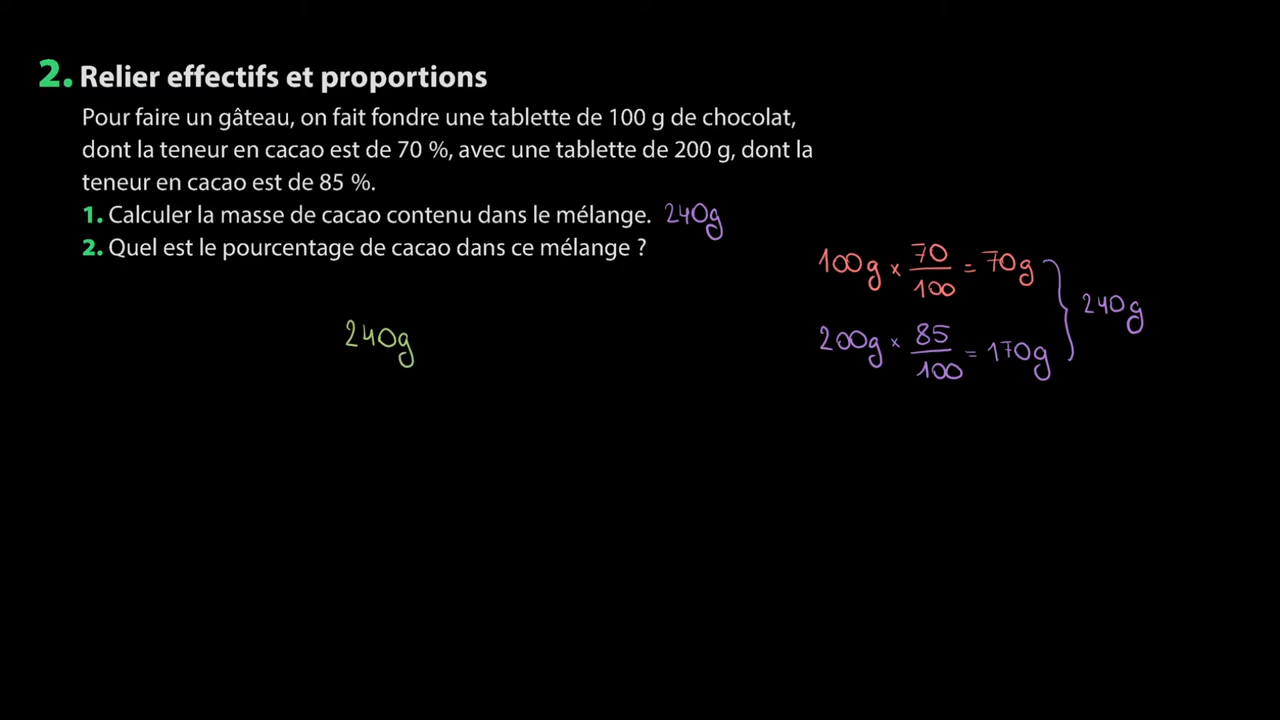 2. Relier effectifs et proportions
Pour faire un gâteau, on fait fondre une tablette de 100 g de chocolat,
dont la teneur en cacao est de 70 %, avec une tablette de 200 g, dont la
teneur en cacao est de 85 %.
1. Calculer la masse de cacao contenu dans le mélange. 240g
2. Quel est le pourcentage de cacao dans ce mélange ?
100g × 70/100 = 70g
240g
200g × 85/100 = 170g
240g